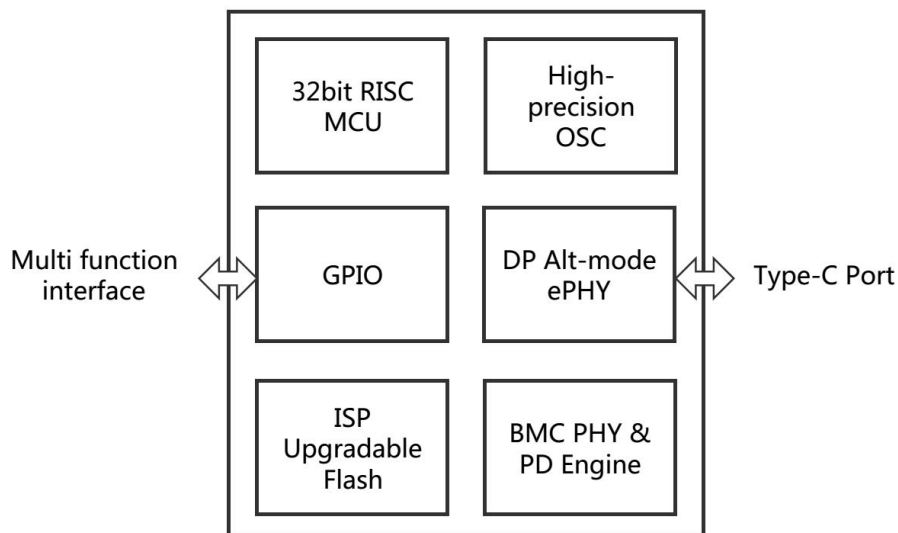 32bit RISC
MCU
High-
precision
OSC
Multi function
interface
GPIO
DP Alt-mode
ePHY
Type-C Port
ISP
Upgradable
Flash
BMC PHY &
PD Engine